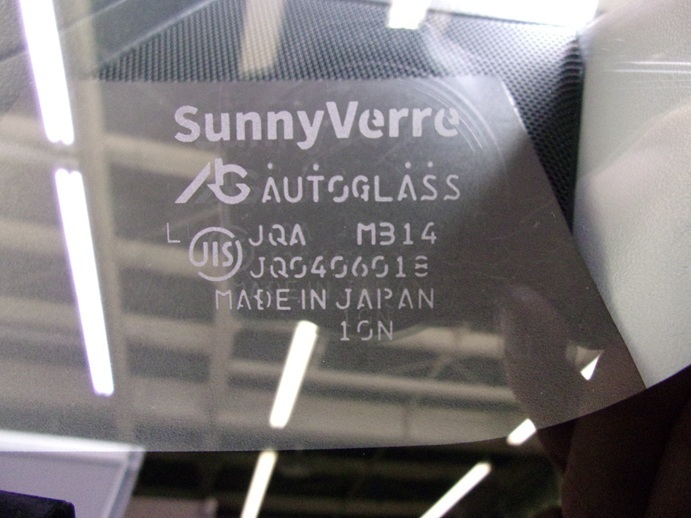 SunnyVerre
AG AUTOGLASS
L JIS JQA M314
JQ0406018
MADE IN JAPAN
10N